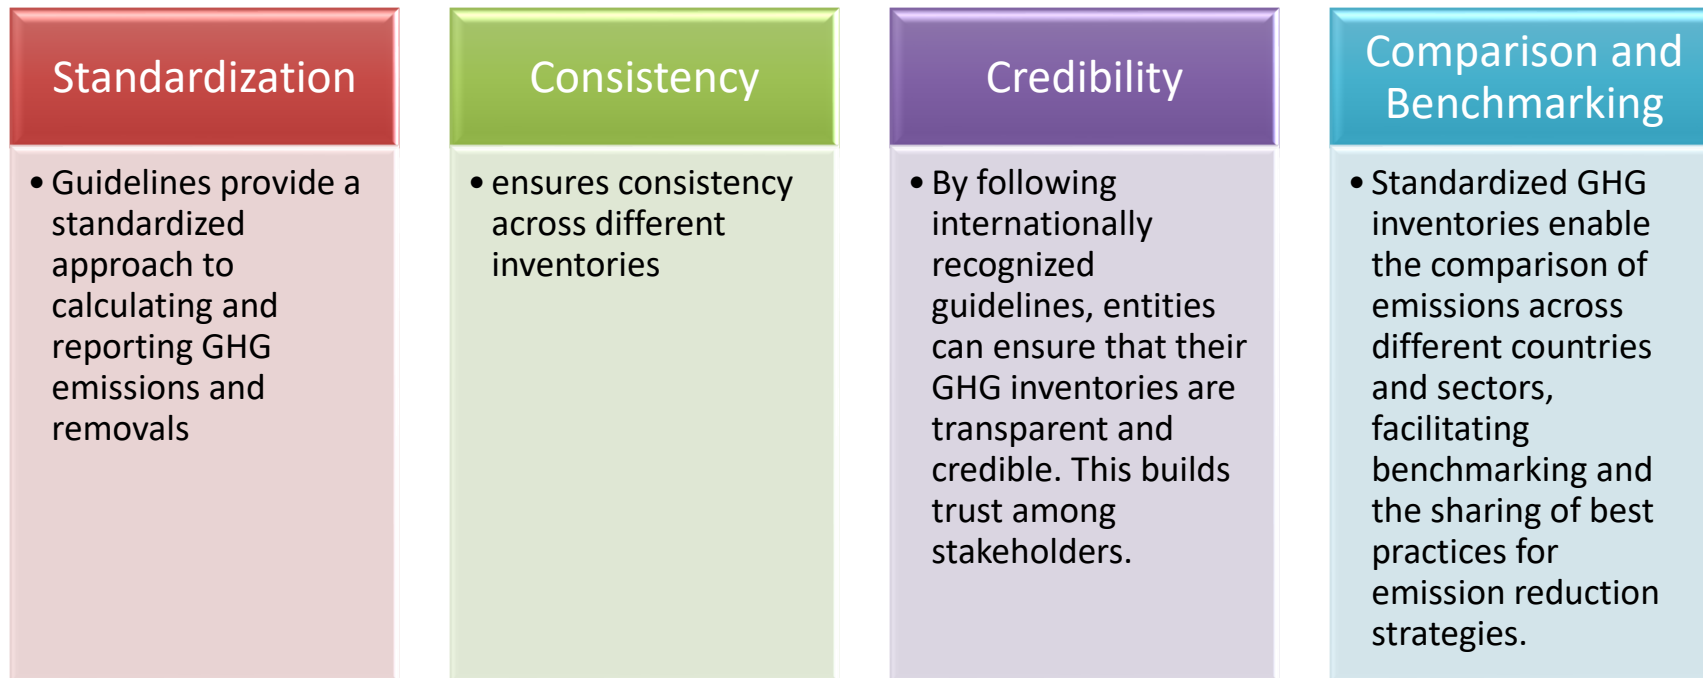 Standardization
• Guidelines provide a
standardized
approach to
calculating and
reporting GHG
emissions and
removals
Consistency
• ensures consistency
across different
inventories
Credibility
• By following
internationally
recognized
guidelines, entities
can ensure that their
GHG inventories are
transparent and
credible. This builds
trust among
stakeholders.
Comparison and
Benchmarking
• Standardized GHG
inventories enable
the comparison of
emissions across
different countries
and sectors,
facilitating
benchmarking and
the sharing of best
practices for
emission reduction
strategies.